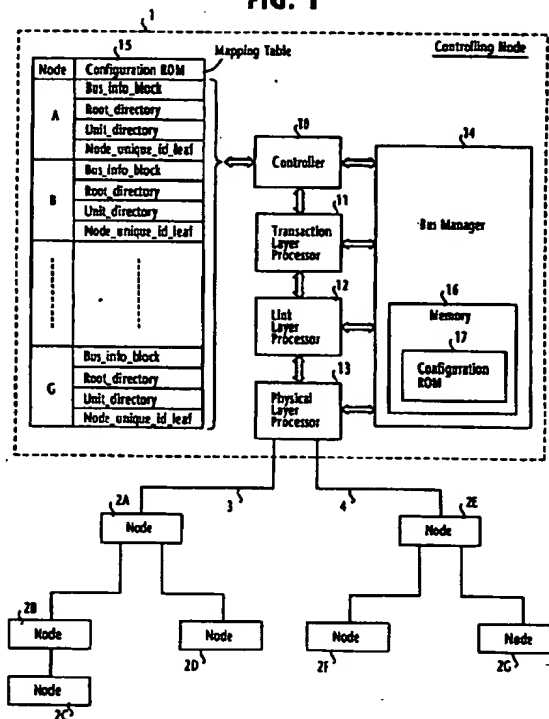 FIG. 1
1
15
Mapping Table
Controlling Node
Node Configuration ROM
A
Bus_info_block
Root_directory
Unit_directory
Node_unique_id_leaf
B
Bus_info_block
Root_directory
Unit_directory
Node_unique_id_leaf
G
Bus_info_block
Root_directory
Unit_directory
Node_unique_id_leaf
10
Controller
11
Transaction
Layer
Processor
12
Link
Layer
Processor
13
Physical
Layer
Processor
14
Bus Manager
16
Memory
17
Configuration
ROM
3
4
2A
Node
2E
Node
2B
Node
Node
2D
Node
2F
Node
2G
Node
2C